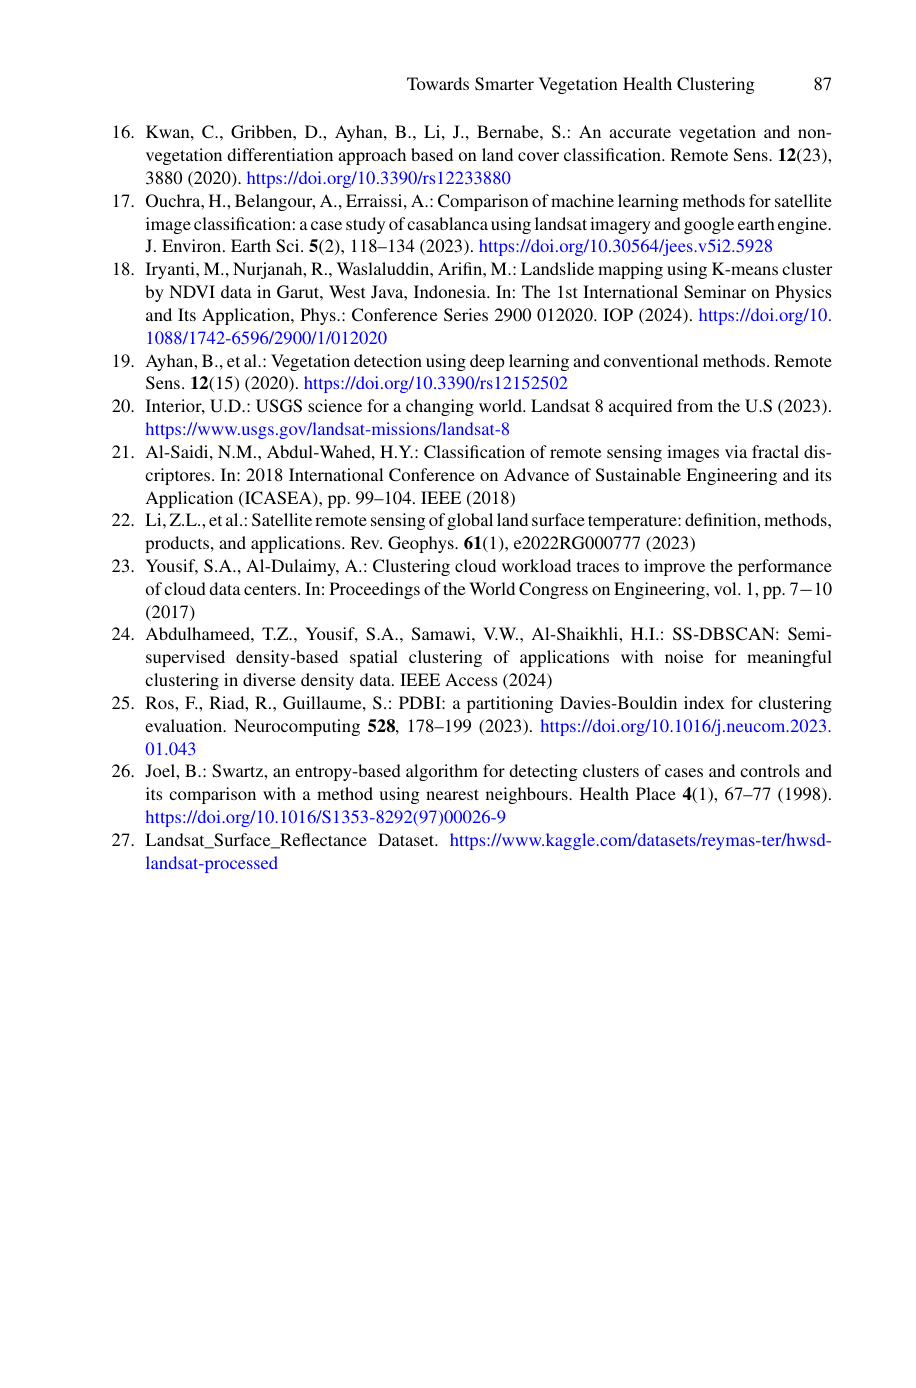 Towards Smarter Vegetation Health Clustering 87
16. Kwan, C., Gribben, D., Ayhan, B., Li, J., Bernabe, S.: An accurate vegetation and non-
vegetation differentiation approach based on land cover classification. Remote Sens. 12(23),
3880 (2020). https://doi.org/10.3390/rs12233880
17. Ouchra, H., Belangour, A., Erraissi, A.: Comparison of machine learning methods for satellite
image classification: a case study of casablanca using landsat imagery and google earth engine.
J. Environ. Earth Sci. 5(2), 118–134 (2023). https://doi.org/10.30564/jees.v5i2.5928
18. Iryanti, M., Nurjanah, R., Waslaluddin, Arifin, M.: Landslide mapping using K-means cluster
by NDVI data in Garut, West Java, Indonesia. In: The 1st International Seminar on Physics
and Its Application, Phys.: Conference Series 2900 012020. IOP (2024). https://doi.org/10.
1088/1742-6596/2900/1/012020
19. Ayhan, B., et al.: Vegetation detection using deep learning and conventional methods. Remote
Sens. 12(15) (2020). https://doi.org/10.3390/rs12152502
20. Interior, U.D.: USGS science for a changing world. Landsat 8 acquired from the U.S (2023).
https://www.usgs.gov/landsat-missions/landsat-8
21. Al-Saidi, N.M., Abdul-Wahed, H.Y.: Classification of remote sensing images via fractal dis-
criptores. In: 2018 International Conference on Advance of Sustainable Engineering and its
Application (ICASEA), pp. 99–104. IEEE (2018)
22. Li, Z.L., et al.: Satellite remote sensing of global land surface temperature: definition, methods,
products, and applications. Rev. Geophys. 61(1), e2022RG000777 (2023)
23. Yousif, S.A., Al-Dulaimy, A.: Clustering cloud workload traces to improve the performance
of cloud data centers. In: Proceedings of the World Congress on Engineering, vol. 1, pp. 7−10
(2017)
24. Abdulhameed, T.Z., Yousif, S.A., Samawi, V.W., Al-Shaikhli, H.I.: SS-DBSCAN: Semi-
supervised density-based spatial clustering of applications with noise for meaningful
clustering in diverse density data. IEEE Access (2024)
25. Ros, F., Riad, R., Guillaume, S.: PDBI: a partitioning Davies-Bouldin index for clustering
evaluation. Neurocomputing 528, 178–199 (2023). https://doi.org/10.1016/j.neucom.2023.
01.043
26. Joel, B.: Swartz, an entropy-based algorithm for detecting clusters of cases and controls and
its comparison with a method using nearest neighbours. Health Place 4(1), 67–77 (1998).
https://doi.org/10.1016/S1353-8292(97)00026-9
27. Landsat_Surface_Reflectance Dataset. https://www.kaggle.com/datasets/reymas-ter/hwsd-
landsat-processed